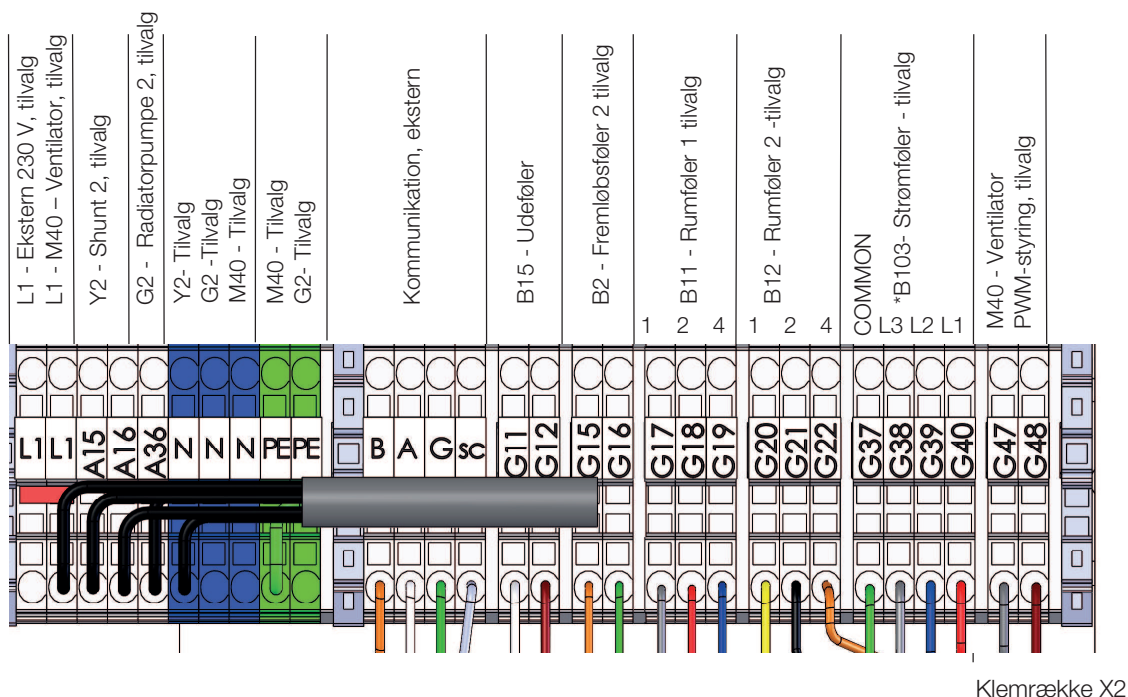 L1 - Ekstern 230 V, tilvalg
L1 - M40 – Ventilator, tilvalg
Y2 - Shunt 2, tilvalg
G2 - Radiatorpumpe 2, tilvalg
Y2- Tilvalg
G2 -Tilvalg
M40 - Tilvalg
M40 - Tilvalg
G2- Tilvalg
Kommunikation, ekstern
B15 - Udeføler
B2 - Fremløbsføler 2 tilvalg
B11 - Rumføler 1 tilvalg
1 2 4
B12 - Rumføler 2 -tilvalg
1 2 4
COMMON
*B103- Strømføler - tilvalg
L3 L2 L1
M40 - Ventilator
PWM-styring, tilvalg
L1 L1 A15 A16 A36 N N N PE PE B A G sc G11 G12 G15 G16 G17 G18 G19 G20 G21 G22 G37 G38 G39 G40 G47 G48
Klemrække X2